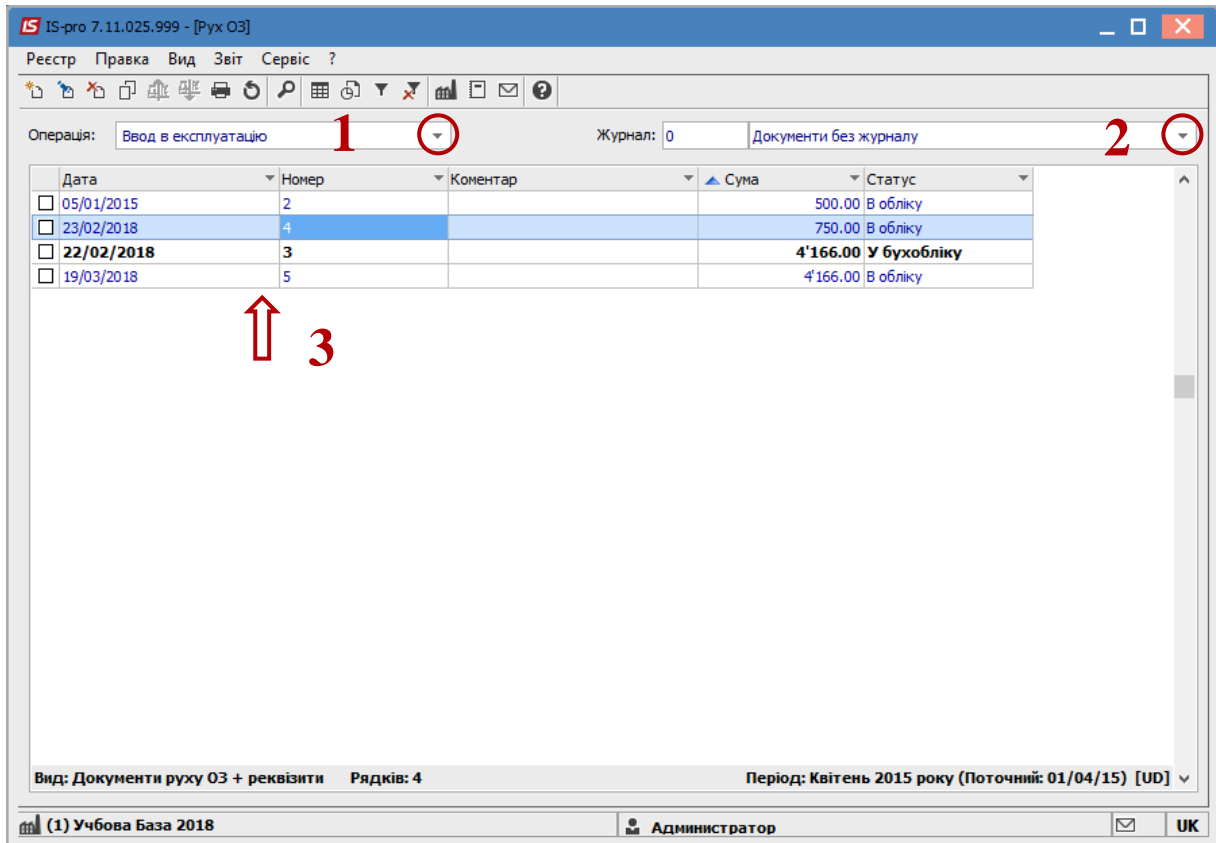 IS IS-pro 7.11.025.999 - [Рух ОЗ]
Реєстр Правка Вид Звіт Сервіс ?
Операція: Ввод в експлуатацію 1 Журнал: 0 Документи без журналу 2
Дата Номер Коментар Сума Статус
05/01/2015 2 500.00 В обліку
23/02/2018 4 750.00 В обліку
22/02/2018 3 4'166.00 У бухобліку
19/03/2018 5 4'166.00 В обліку
3
Вид: Документи руху ОЗ + реквізити Рядків: 4 Період: Квітень 2015 року (Поточний: 01/04/15) [UD]
(1) Учбова База 2018 Администратор UK